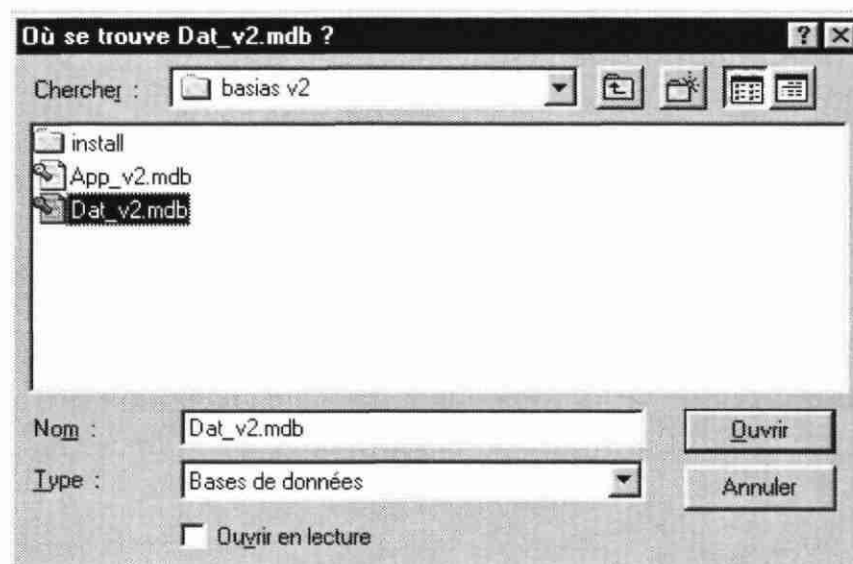 Où se trouve Dat_v2.mdb ?
Chercher : basias v2
install
App_v2.mdb
Dat_v2.mdb
Nom : Dat_v2.mdb Ouvrir
Type : Bases de données Annuler
Ouvrir en lecture